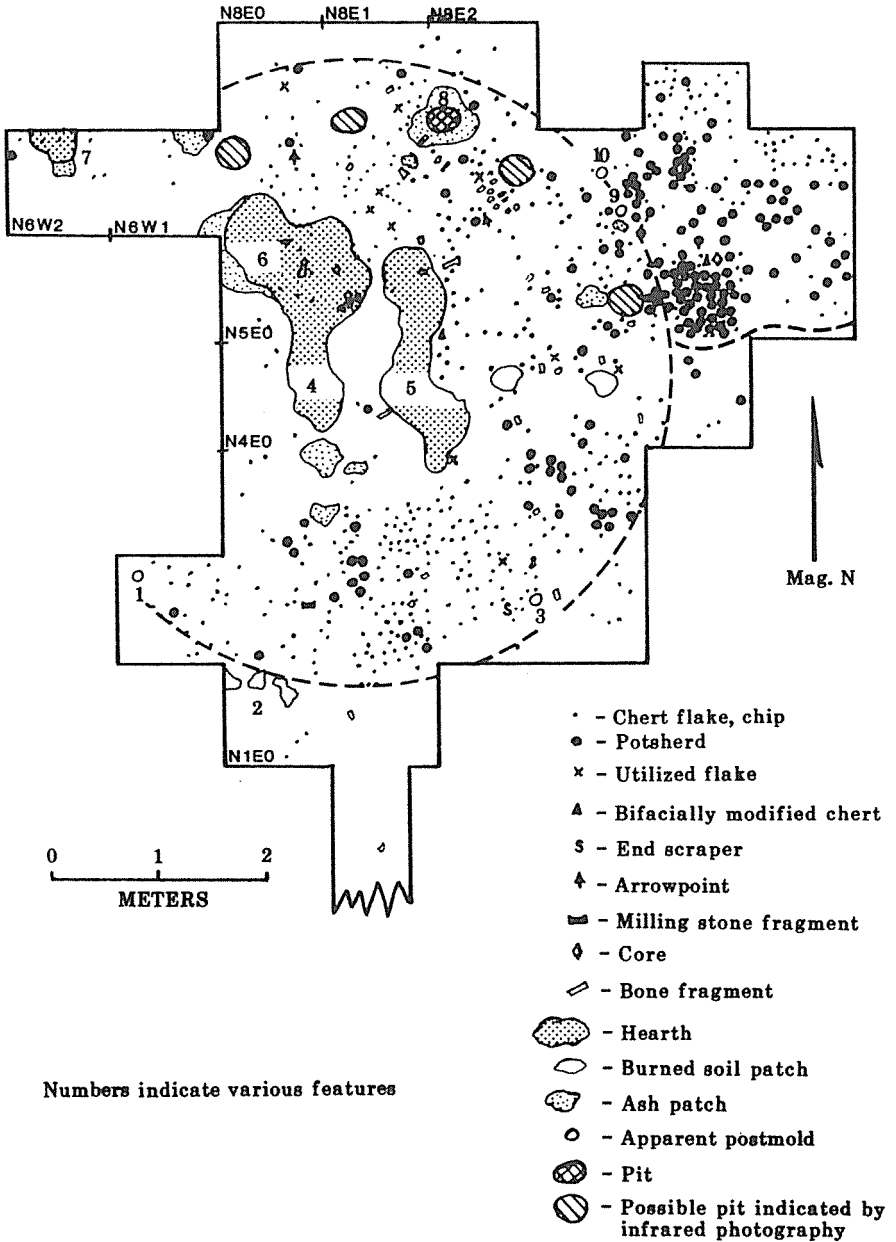 N8E0 N8E1 N8E2
8
10
7
9
N6W2 N6W1
6
N5E0
4 5
N4E0
Mag. N
1
3
2
N1E0
· - Chert flake, chip
- Potsherd
x - Utilized flake
- Bifacially modified chert
S - End scraper
- Arrowpoint
- Milling stone fragment
- Core
- Bone fragment
- Hearth
- Burned soil patch
- Ash patch
- Apparent postmold
- Pit
- Possible pit indicated by
infrared photography
0 1 2
METERS
Numbers indicate various features